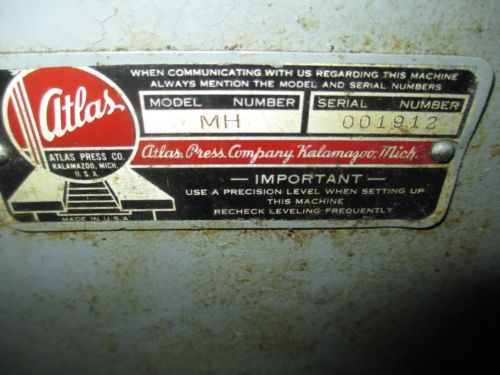 WHEN COMMUNICATING WITH US REGARDING THIS MACHINE
ALWAYS MENTION THE MODEL AND SERIAL NUMBERS
MODEL NUMBER
MH
SERIAL NUMBER
001912
Atlas
ATLAS PRESS CO.
KALAMAZOO, MICH.
U.S.A.
MADE IN U.S.A.
Atlas Press Company Kalamazoo, Mich.
— IMPORTANT —
USE A PRECISION LEVEL WHEN SETTING UP
THIS MACHINE
RECHECK LEVELING FREQUENTLY